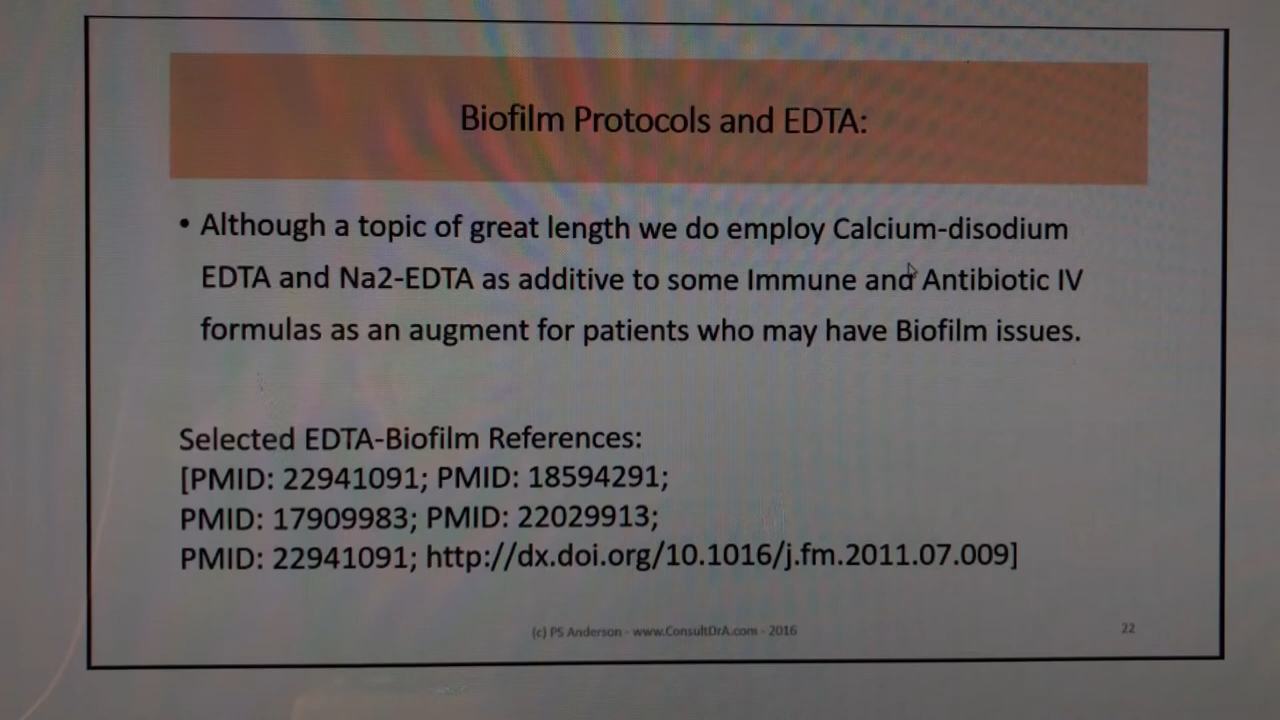 Biofilm Protocols and EDTA:
• Although a topic of great length we do employ Calcium-disodium
EDTA and Na2-EDTA as additive to some Immune and Antibiotic IV
formulas as an augment for patients who may have Biofilm issues.
Selected EDTA-Biofilm References:
[PMID: 22941091; PMID: 18594291;
PMID: 17909983; PMID: 22029913;
PMID: 22941091; http://dx.doi.org/10.1016/j.fm.2011.07.009]
(c) PS Anderson - www.ConsultDrA.com - 2016
22